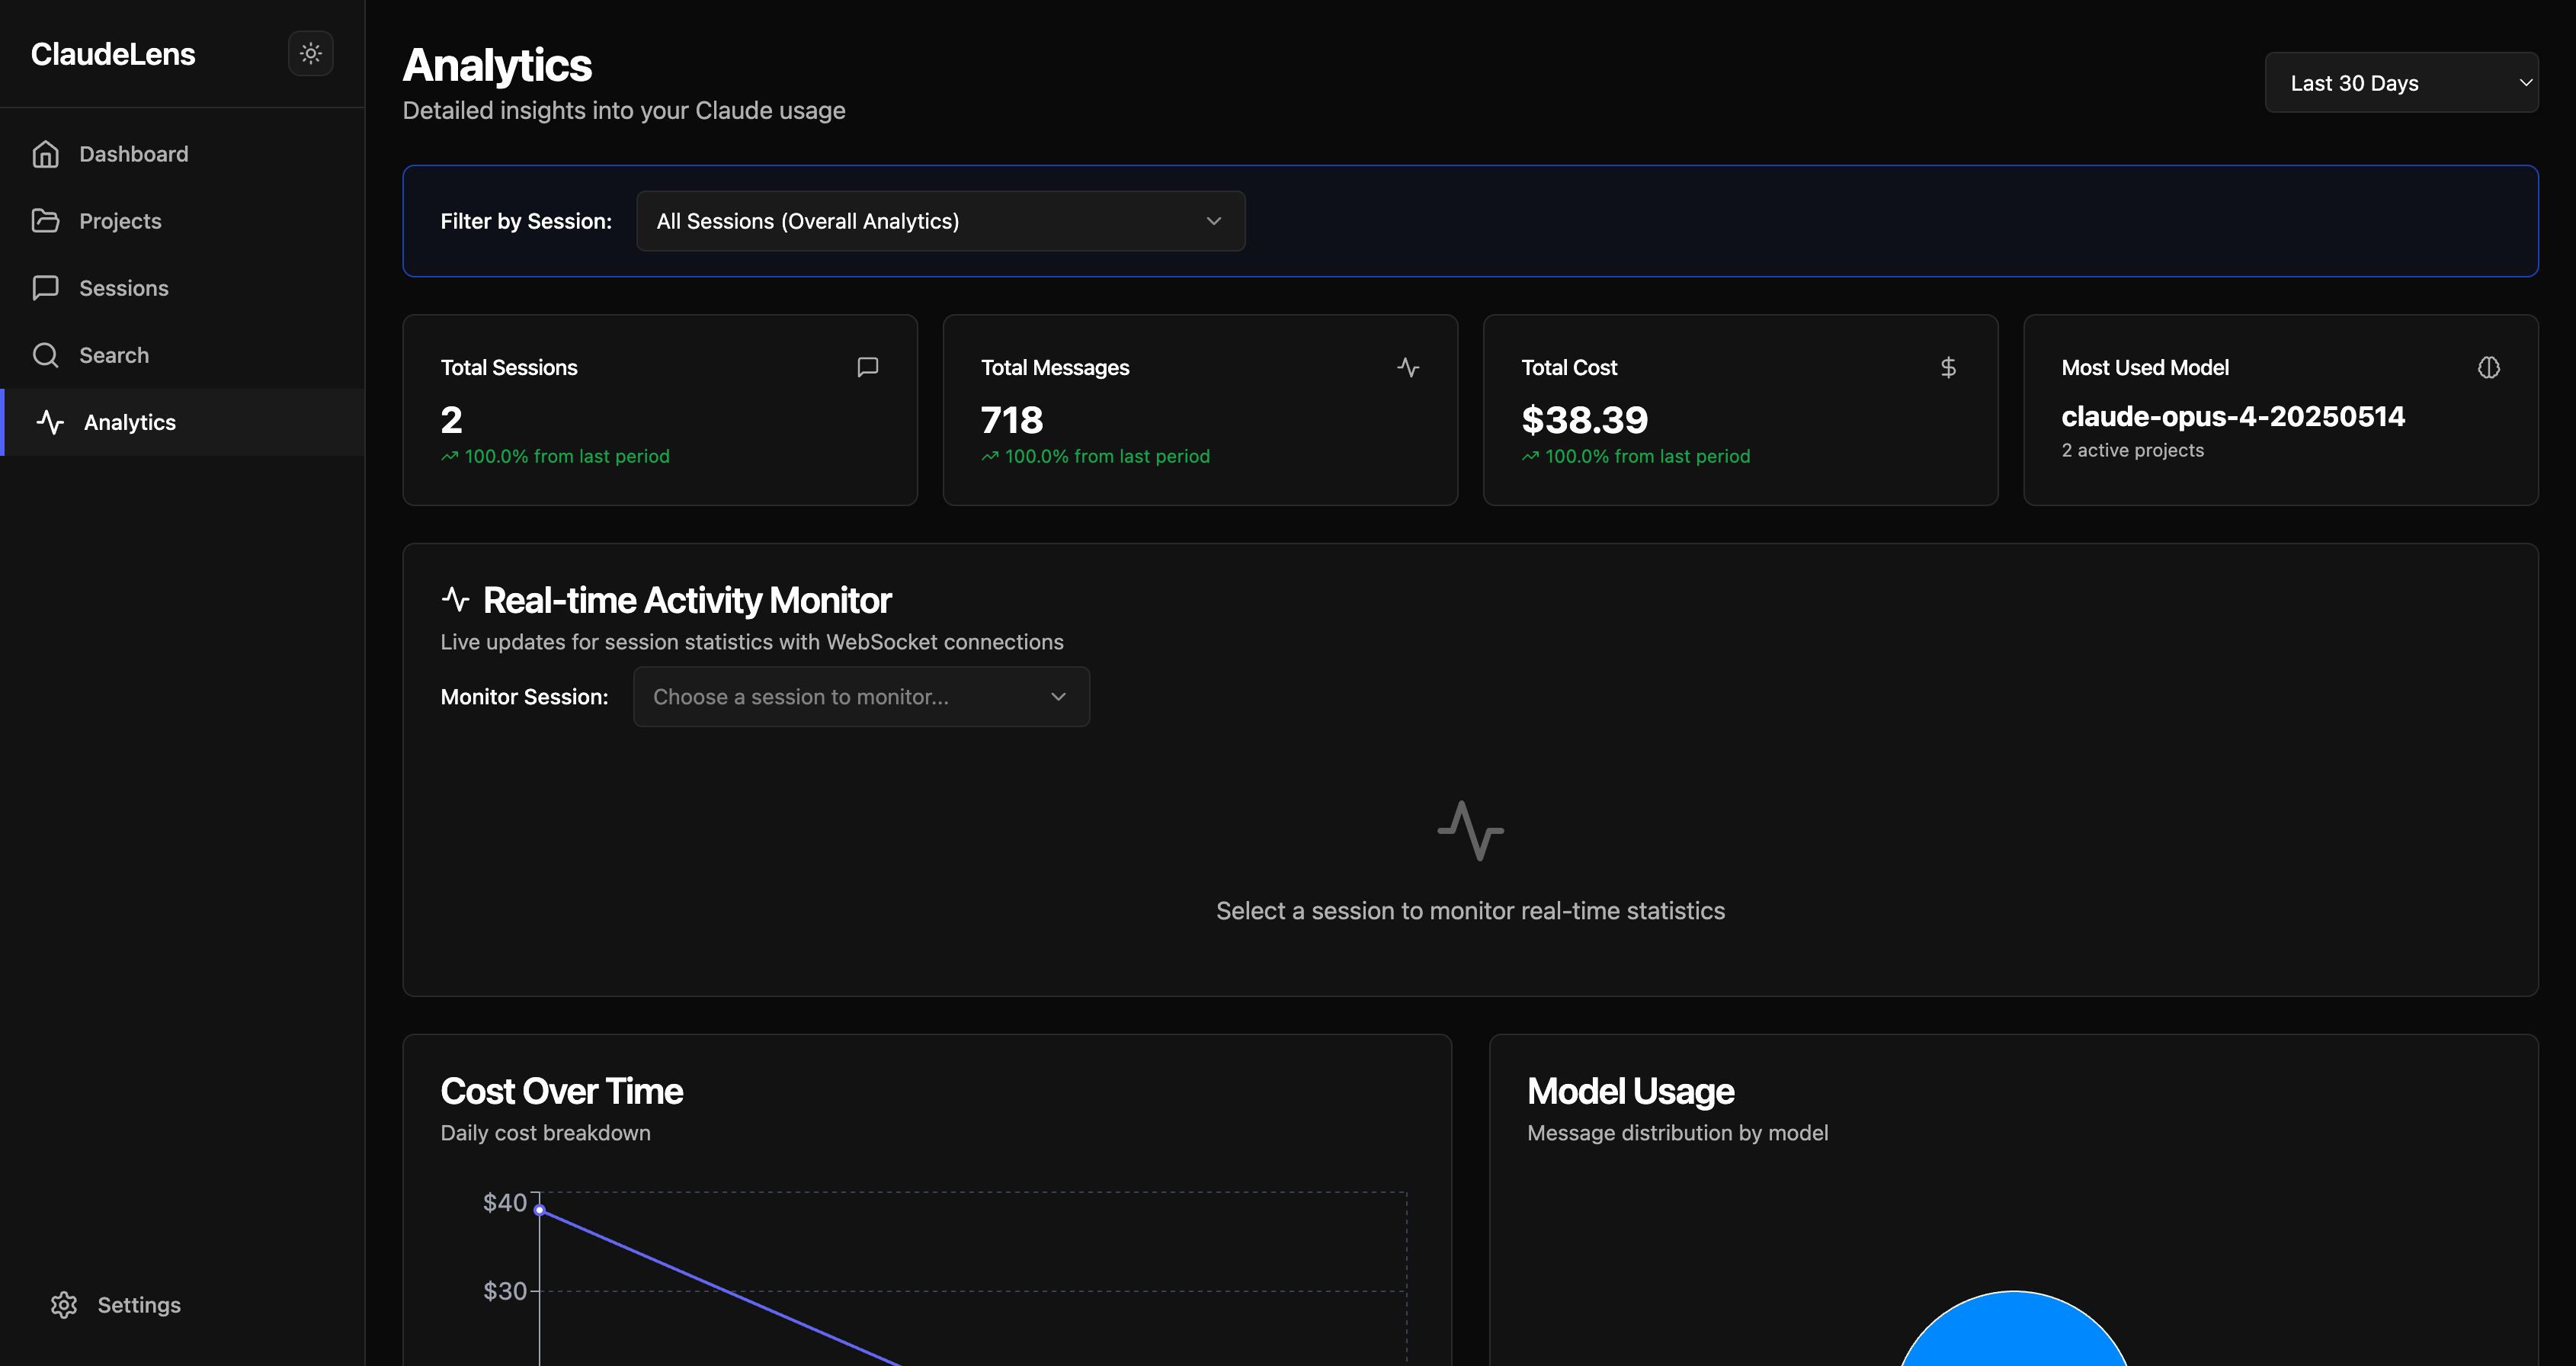 ClaudeLens
Dashboard
Projects
Sessions
Search
Analytics
Settings
Analytics
Detailed insights into your Claude usage
Last 30 Days
Filter by Session:
All Sessions (Overall Analytics)
Total Sessions
2
100.0% from last period
Total Messages
718
100.0% from last period
Total Cost
$38.39
100.0% from last period
Most Used Model
claude-opus-4-20250514
2 active projects
Real-time Activity Monitor
Live updates for session statistics with WebSocket connections
Monitor Session:
Choose a session to monitor...
Select a session to monitor real-time statistics
Cost Over Time
Daily cost breakdown
$40
$30
Model Usage
Message distribution by model